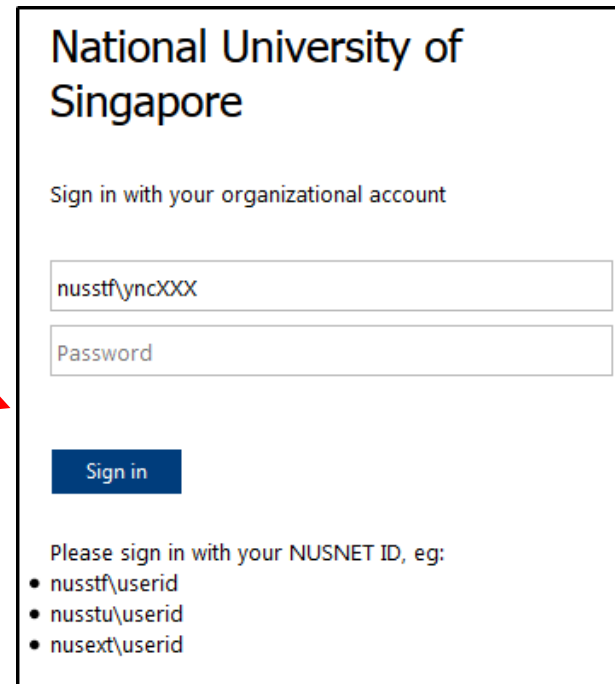 National University of
Singapore
Sign in with your organizational account
nusstf\yncXXX
Password
Sign in
Please sign in with your NUSNET ID, eg:
• nusstf\userid
• nusstu\userid
• nusext\userid